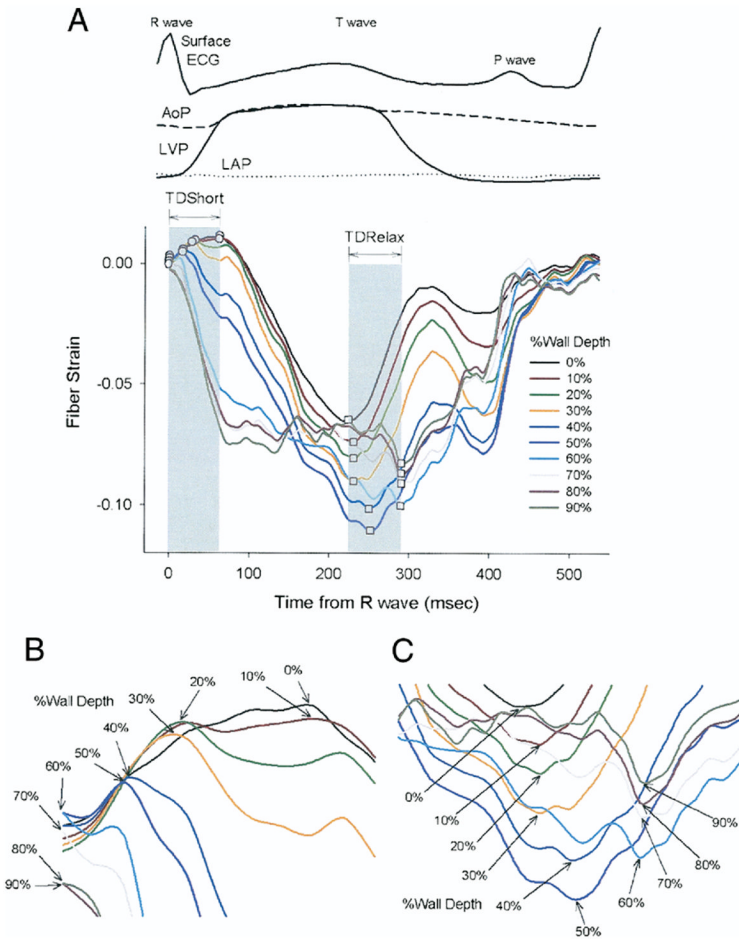 A
R wave
Surface
ECG
T wave
P wave
AoP
LVP
LAP
TDShort
TDRelax
0.00
-0.05
-0.10
Fiber Strain
%Wall Depth
0%
10%
20%
30%
40%
50%
60%
70%
80%
90%
0
100
200
300
400
500
Time from R wave (msec)
B
%Wall Depth
60%
50%
40%
30%
20%
10%
0%
70%
80%
90%
C
0%
10%
20%
30%
%Wall Depth
40%
50%
60%
70%
80%
90%